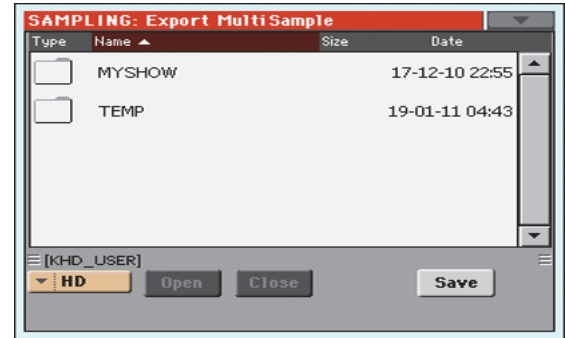 SAMPLING: Export MultiSample
Type Name Size Date
MYSHOW 17-12-10 22:55
TEMP 19-01-11 04:43
[KHD_USER]
HD Open Close Save